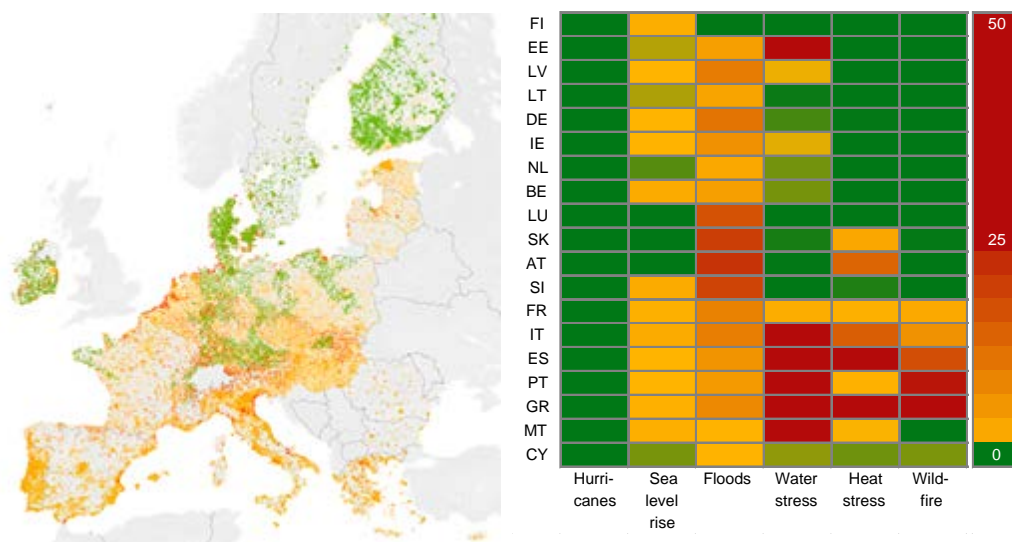 FI
50
EE
LV
LT
DE
IE
NL
BE
LU
SK
25
AT
SI
FR
IT
ES
PT
GR
MT
CY
0
Hurri-
canes
Sea
level
rise
Floods
Water
stress
Heat
stress
Wild-
fire